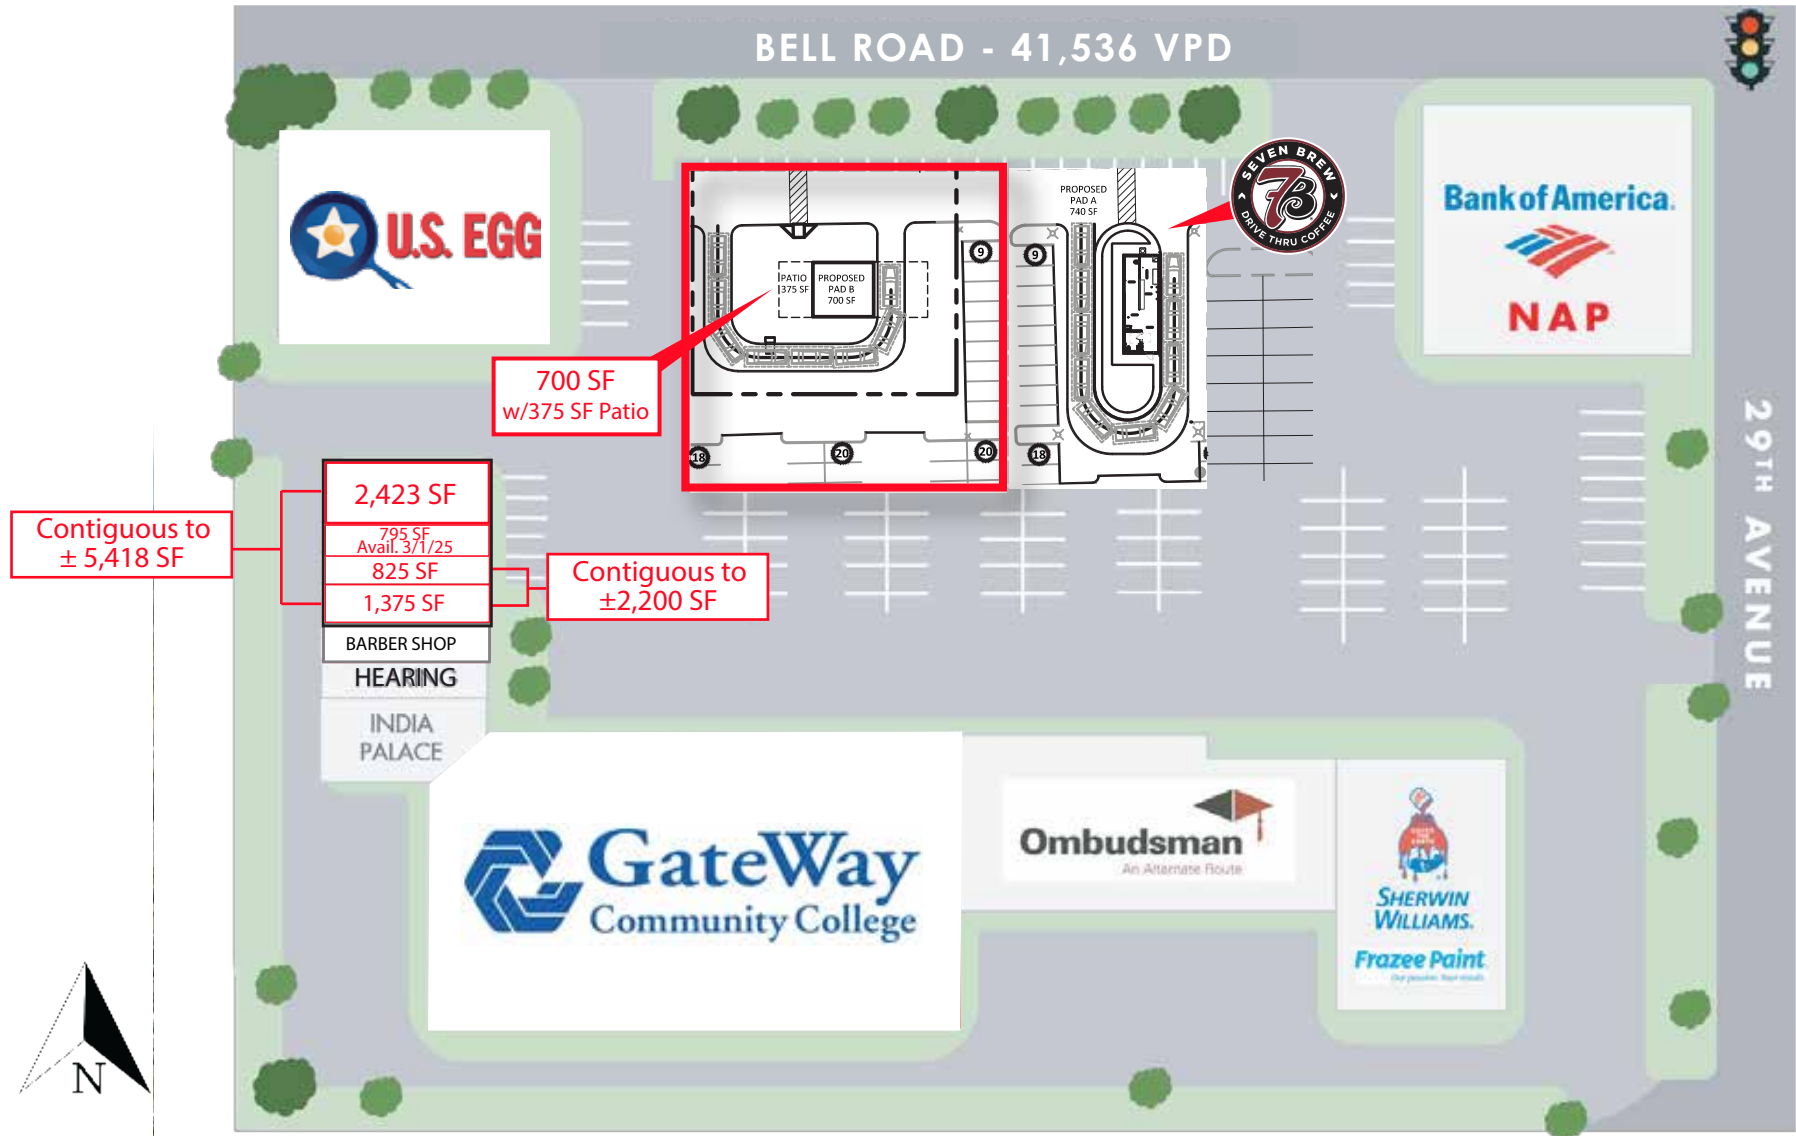 BELL ROAD - 41,536 VPD
U.S. EGG
PROPOSED
PAD A
740 SF
SEVEN BREW
7B
DRIVE THRU COFFEE
Bank of America.
NAP
PATIO
375 SF
PROPOSED
PAD B
700 SF
9
9
700 SF
w/375 SF Patio
18
20
20
18
29TH AVENUE
2,423 SF
795 SF
Avail. 3/1/25
825 SF
1,375 SF
Contiguous to
± 5,418 SF
Contiguous to
±2,200 SF
BARBER SHOP
HEARING
INDIA
PALACE
GateWay
Community College
Ombudsman
An Alternate Route
SHERWIN
WILLIAMS.
Frazee Paint
N